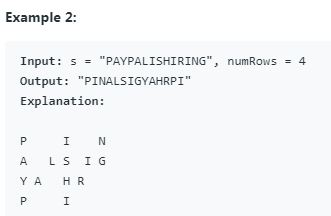 Example 2:
Input: s = "PAYPALISHIRING", numRows = 4
Output: "PINALSIGYAHRPI"
Explanation:
P I N
A L S I G
Y A H R
P I